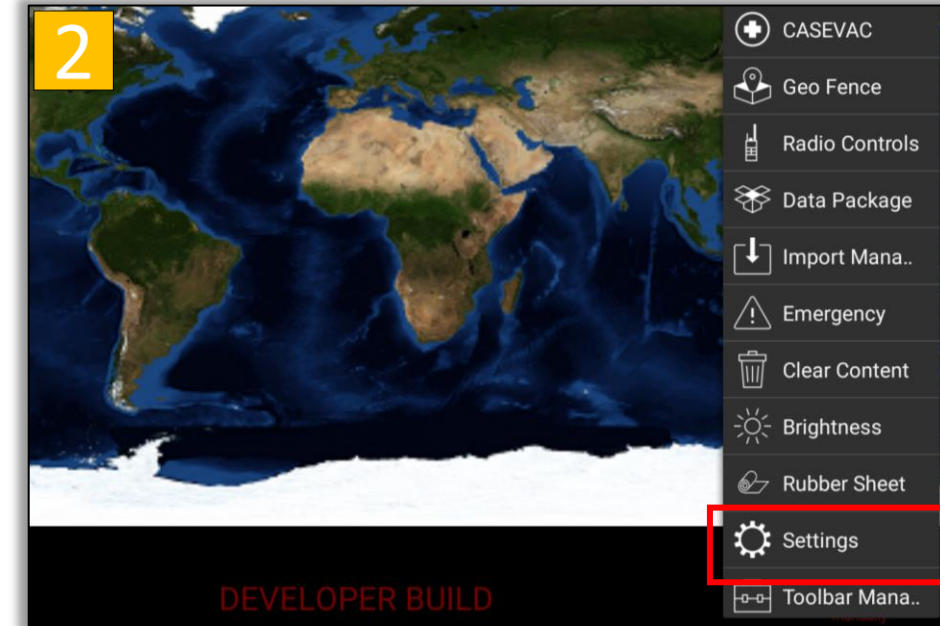 2
CASEVAC
Geo Fence
Radio Controls
Data Package
Import Mana..
Emergency
Clear Content
Brightness
Rubber Sheet
Settings
Toolbar Mana..
DEVELOPER BUILD